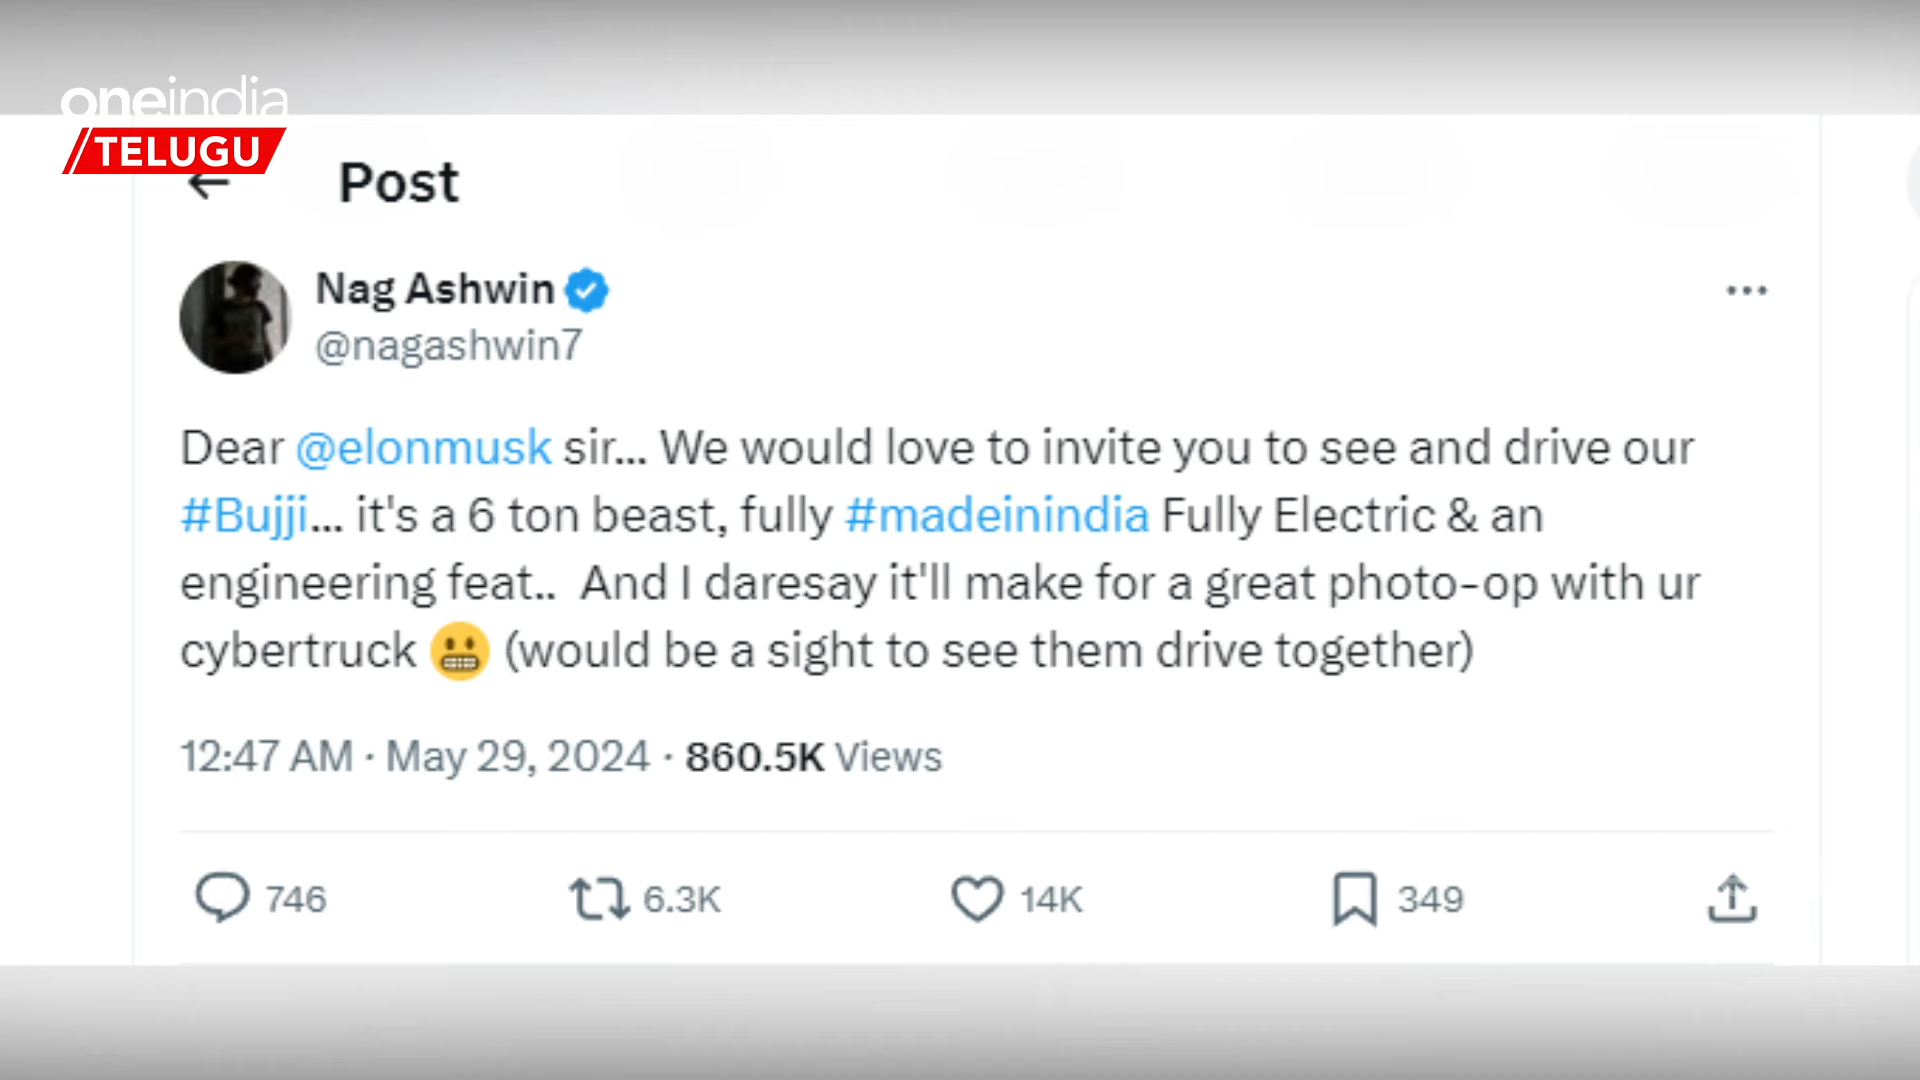 oneindia
TELUGU
Post
Nag Ashwin
@nagashwin7
Dear @elonmusk sir... We would love to invite you to see and drive our
#Bujji... it's a 6 ton beast, fully #madeinindia Fully Electric & an
engineering feat..  And I daresay it'll make for a great photo-op with ur
cybertruck 😬 (would be a sight to see them drive together)
12:47 AM · May 29, 2024 · 860.5K Views
746 6.3K 14K 349